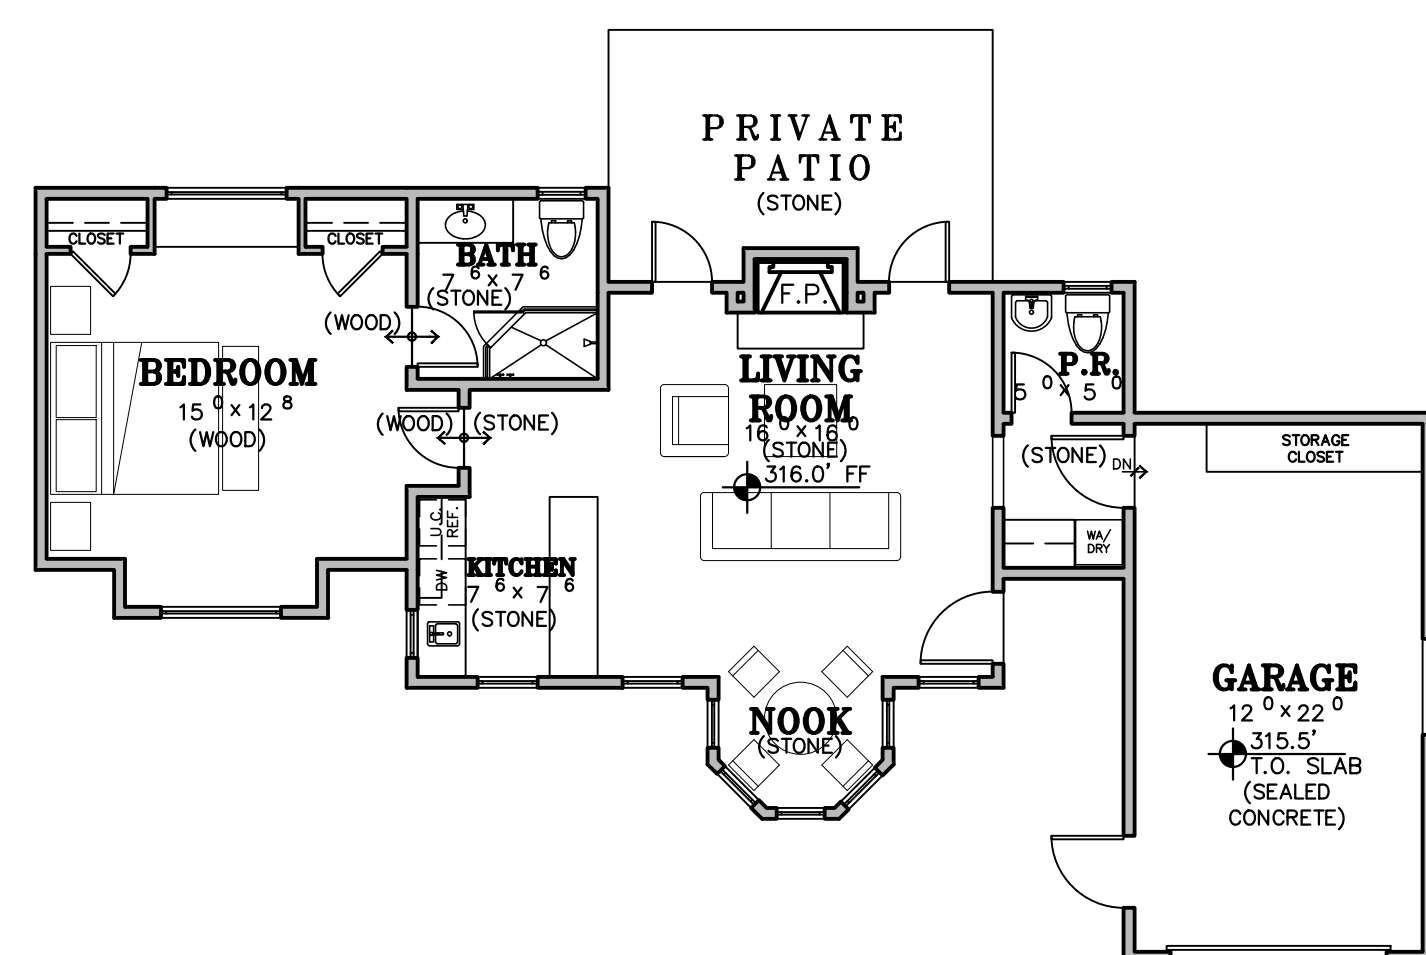 PRIVATE
PATIO
(STONE)
CLOSET
CLOSET
BATH
7 6 x 7 6
(STONE)
(WOOD)
F.P.
BEDROOM
15 0 x 12 8
(WOOD)
(WOOD)
(STONE)
LIVING
ROOM
16 0 x 16 0
(STONE)
316.0' FF
P.R.
5 0 x 5 0
(STONE)
DN
STORAGE
CLOSET
U.C.
REF.
DW
KITCHEN
7 6 x 7 6
(STONE)
WA/
DRY
NOOK
(STONE)
GARAGE
12 0 x 22 0
315.5'
T.O. SLAB
(SEALED
CONCRETE)